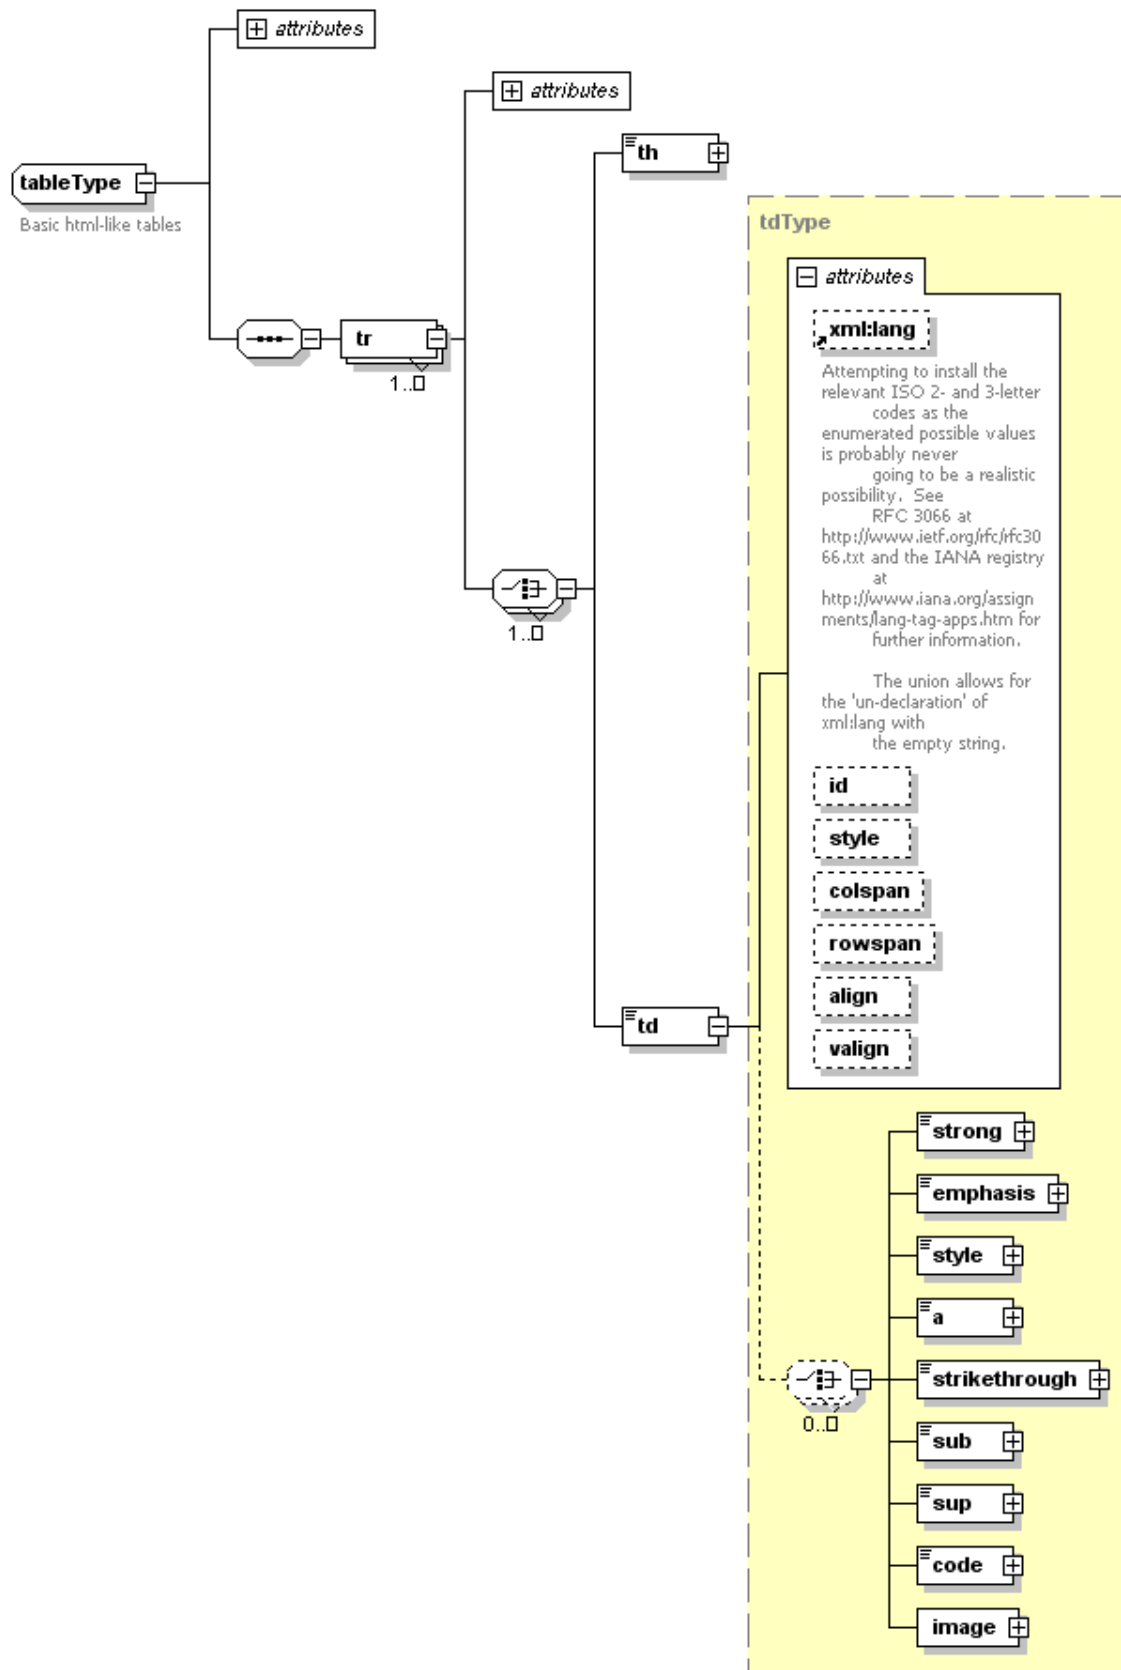 attributes
attributes
th
tableType
Basic html-like tables
tdType
attributes
xml:lang
tr
1..▯
Attempting to install the
relevant ISO 2- and 3-letter
codes as the
enumerated possible values
is probably never
going to be a realistic
possibility. See
RFC 3066 at
http://www.ietf.org/rfc/rfc30
66.txt and the IANA registry
at
http://www.iana.org/assign
ments/lang-tag-apps.htm for
further information.
1..▯
The union allows for
the 'un-declaration' of
xml:lang with
the empty string.
id
style
colspan
rowspan
align
td
valign
strong
emphasis
style
a
strikethrough
0..▯
sub
sup
code
image